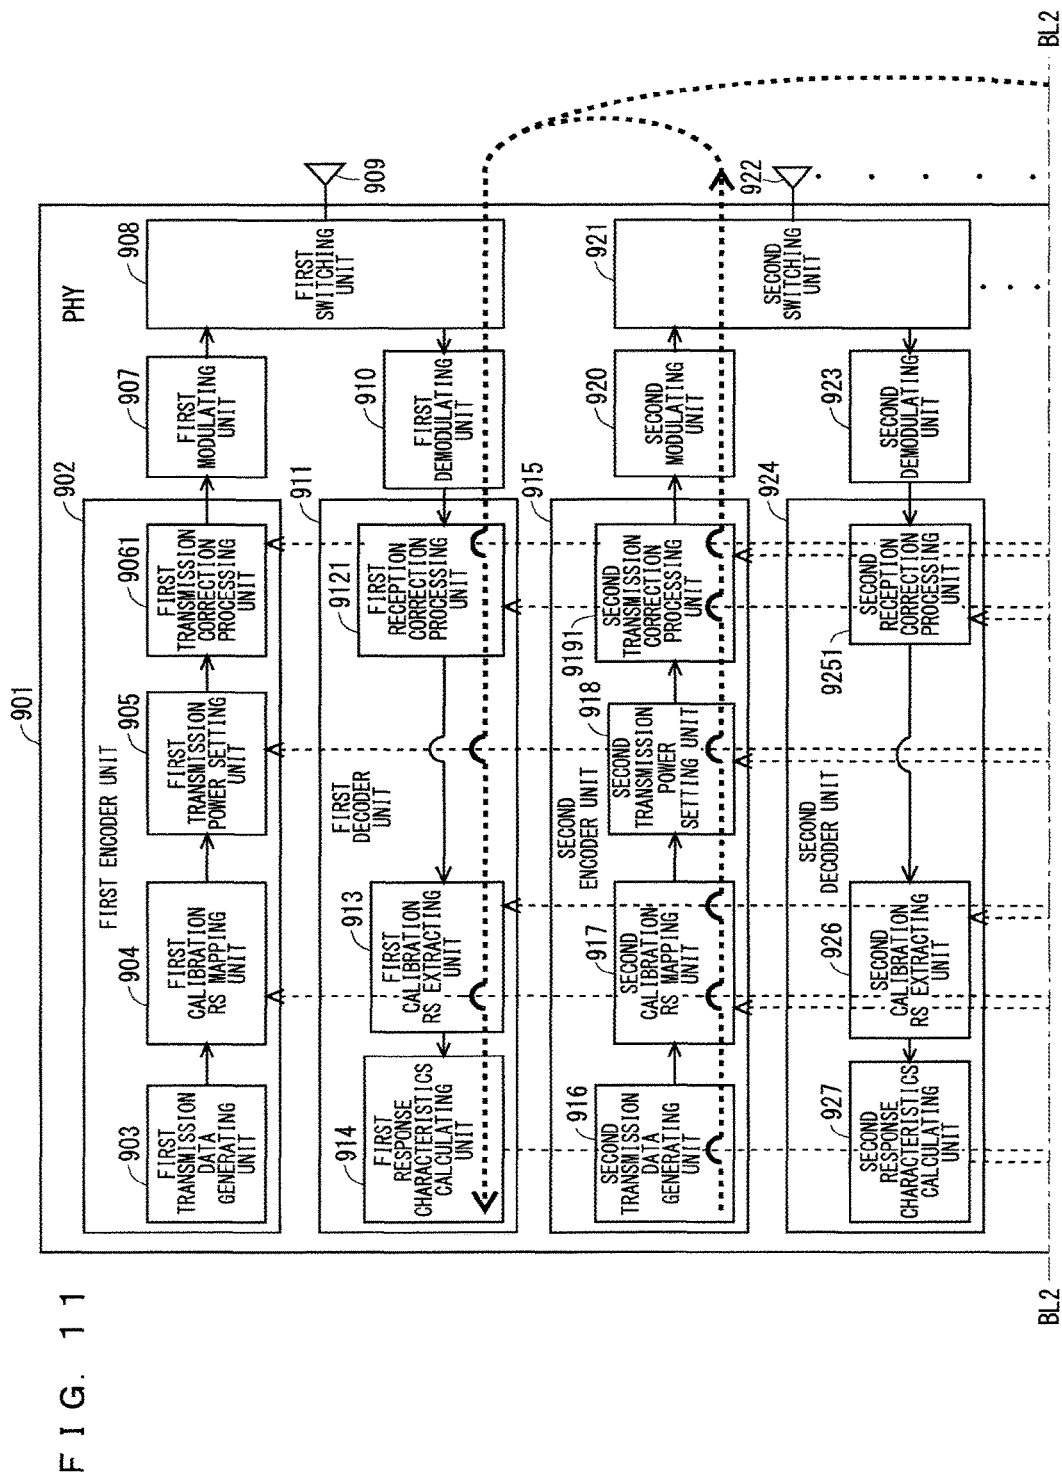 FIG. 11
901
PHY
902
FIRST ENCODER UNIT
903
FIRST
TRANSMISSION
DATA
GENERATING
UNIT
904
FIRST
CALIBRATION
RS MAPPING
UNIT
905
FIRST
TRANSMISSION
POWER SETTING
UNIT
9061
FIRST
TRANSMISSION
CORRECTION
PROCESSING
UNIT
907
FIRST
MODULATING
UNIT
908
FIRST
SWITCHING
UNIT
909
911
FIRST
DECODER
UNIT
914
FIRST
RESPONSE
CHARACTERISTICS
CALCULATING
UNIT
913
FIRST
CALIBRATION
RS EXTRACTING
UNIT
9121
FIRST
RECEPTION
CORRECTION
PROCESSING
UNIT
910
FIRST
DEMODULATING
UNIT
915
SECOND
ENCODER UNIT
916
SECOND
TRANSMISSION
DATA
GENERATING
UNIT
917
SECOND
CALIBRATION
RS MAPPING
UNIT
918
SECOND
TRANSMISSION
POWER
SETTING UNIT
9191
SECOND
TRANSMISSION
CORRECTION
PROCESSING
UNIT
920
SECOND
MODULATING
UNIT
921
SECOND
SWITCHING
UNIT
922
924
SECOND
DECODER UNIT
927
SECOND
RESPONSE
CHARACTERISTICS
CALCULATING
UNIT
926
SECOND
CALIBRATION
RS EXTRACTING
UNIT
9251
SECOND
RECEPTION
CORRECTION
PROCESSING
UNIT
923
SECOND
DEMODULATING
UNIT
BL2
BL2